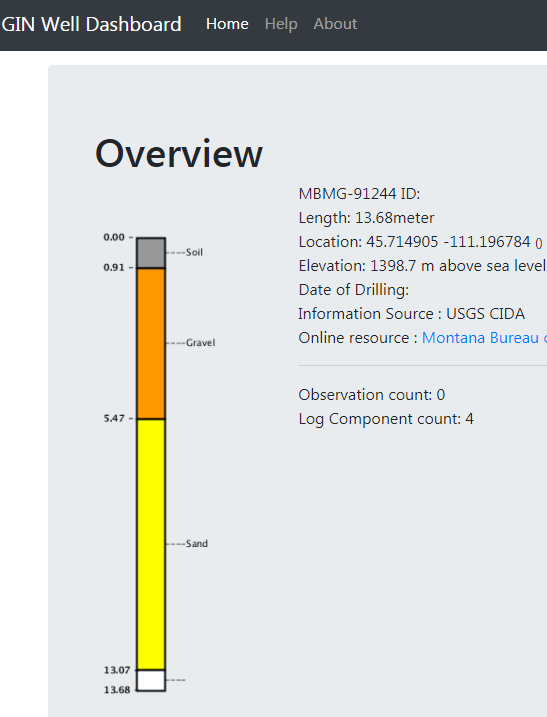 GIN Well Dashboard Home Help About
Overview
MBMG-91244 ID:
Length: 13.68meter
Location: 45.714905 -111.196784 ()
Elevation: 1398.7 m above sea level
Date of Drilling:
Information Source : USGS CIDA
Online resource : Montana Bureau
Observation count: 0
Log Component count: 4
0.00
Soil
0.91
Gravel
5.47
Sand
13.07
13.68